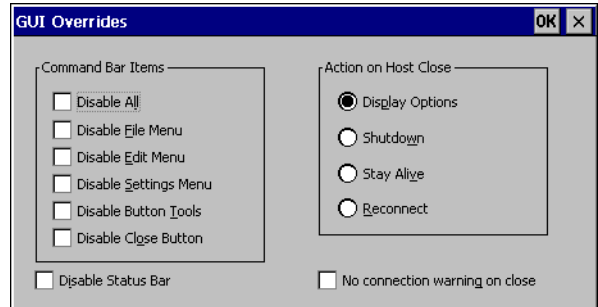 GUI Overrides OK
Command Bar Items
Disable All
Disable File Menu
Disable Edit Menu
Disable Settings Menu
Disable Button Tools
Disable Close Button
Disable Status Bar
Action on Host Close
Display Options
Shutdown
Stay Alive
Reconnect
No connection warning on close